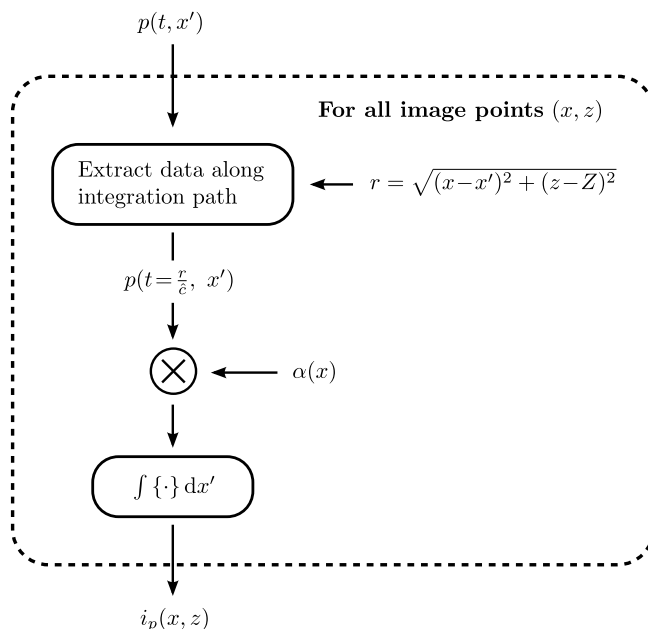 p(t, x′)
For all image points (x, z)
Extract data along
integration path
r = √(x−x′)² + (z−Z)²
p(t = r/ĉ, x′)
α(x)
∫ {·} dx′
i_p(x, z)